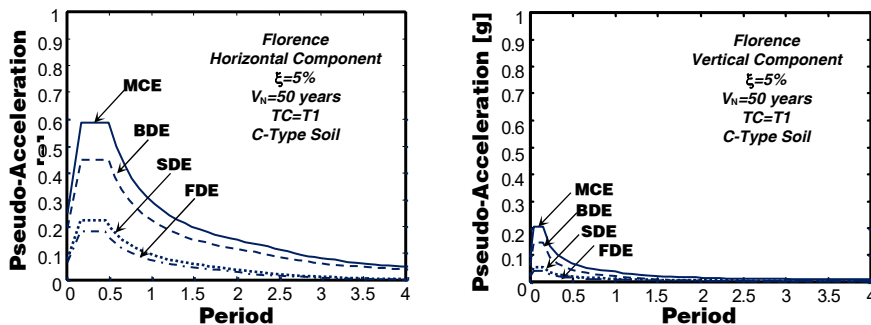 1
0.9
0.8
0.7
0.6
0.5
0.4
0.3
0.2
0.1
0
Pseudo-Acceleration
Florence
Horizontal Component
ξ=5%
VN=50 years
TC=T1
C-Type Soil
MCE
BDE
SDE
FDE
0 0.5 1 1.5 2 2.5 3 3.5 4
Period
1
0.9
0.8
0.7
0.6
0.5
0.4
0.3
0.2
0.1
0
Pseudo-Acceleration [g]
Florence
Vertical Component
ξ=5%
VN=50 years
TC=T1
C-Type Soil
MCE
BDE
SDE
FDE
0 0.5 1 1.5 2 2.5 3 3.5 4
Period